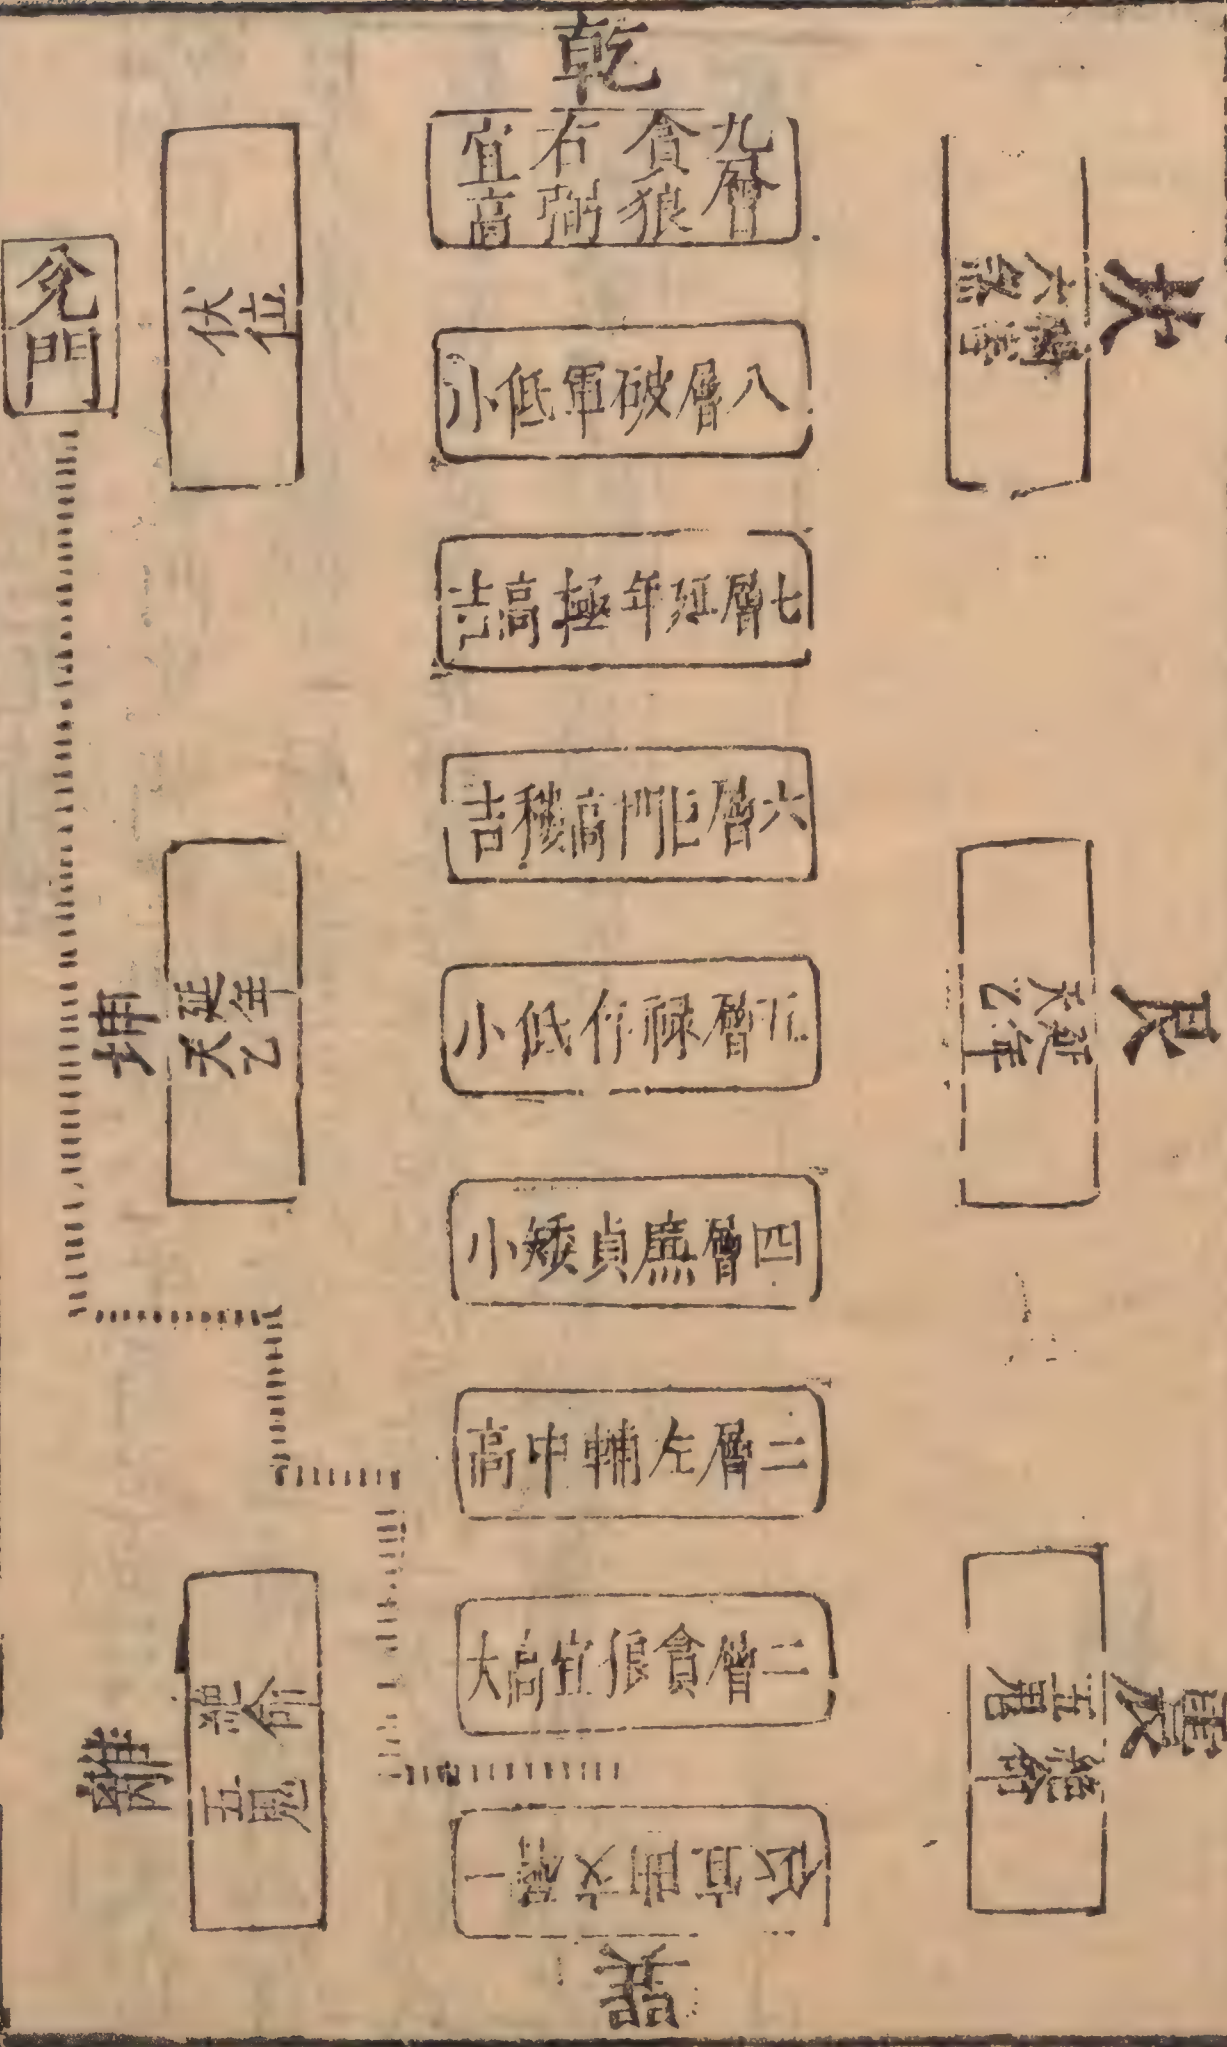 乾
九層
貪狼
右弼
宜高
八層破軍低小
七層延年極高吉
六層巨門高穩吉
五層祿存低小
四層廉貞矮小
三層左輔中高
二層貪狼宜高大
一層文曲宜低
巽
坎
六煞
艮
天乙
延年
震
五鬼
絕命
兌門
伏位
坤
延年
天乙
離
絕命
五鬼